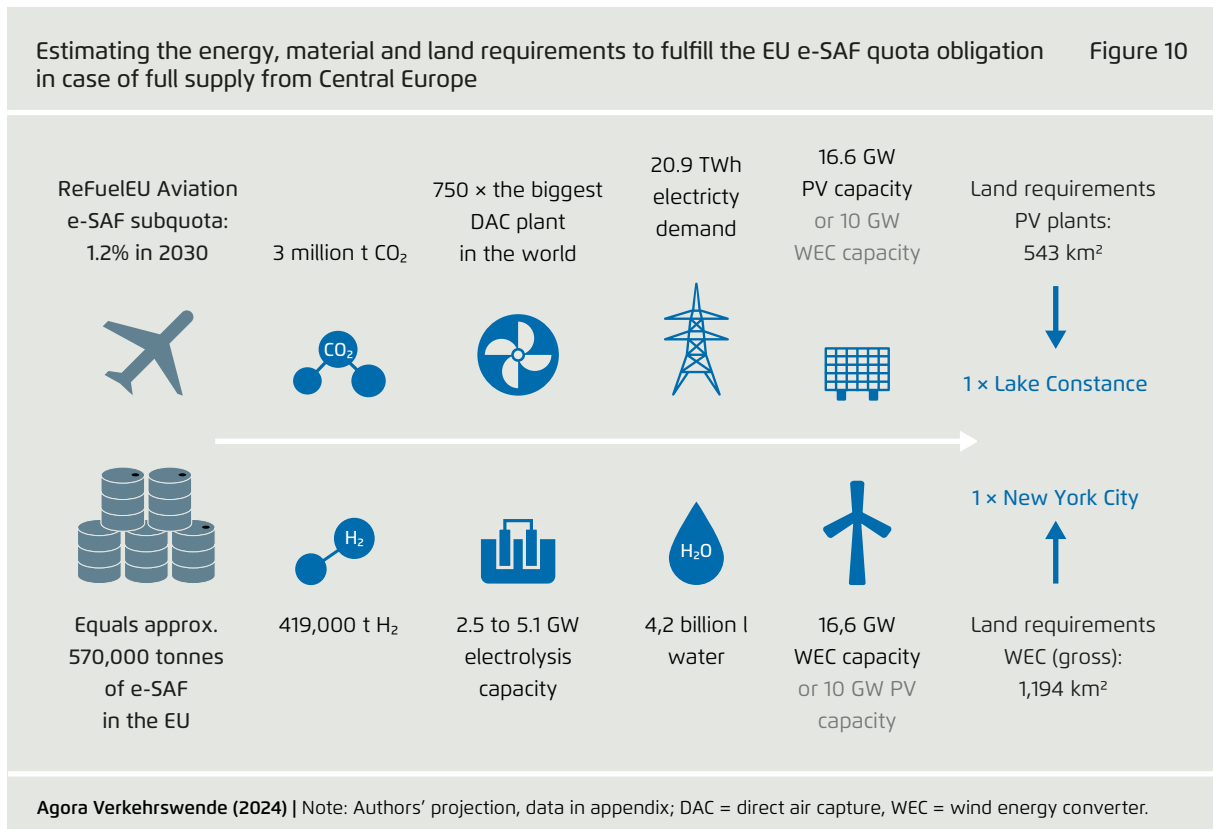 Estimating the energy, material and land requirements to fulfill the EU e-SAF quota obligation
in case of full supply from Central Europe
Figure 10
ReFuelEU Aviation
e-SAF subquota:
1.2% in 2030
3 million t CO₂
750 × the biggest
DAC plant
in the world
20.9 TWh
electricty
demand
16.6 GW
PV capacity
or 10 GW
WEC capacity
Land requirements
PV plants:
543 km²
CO₂
1 × Lake Constance
1 × New York City
H₂
H₂O
Equals approx.
570,000 tonnes
of e-SAF
in the EU
419,000 t H₂
2.5 to 5.1 GW
electrolysis
capacity
4,2 billion l
water
16,6 GW
WEC capacity
or 10 GW PV
capacity
Land requirements
WEC (gross):
1,194 km²
Agora Verkehrswende (2024) | Note: Authors' projection, data in appendix; DAC = direct air capture, WEC = wind energy converter.